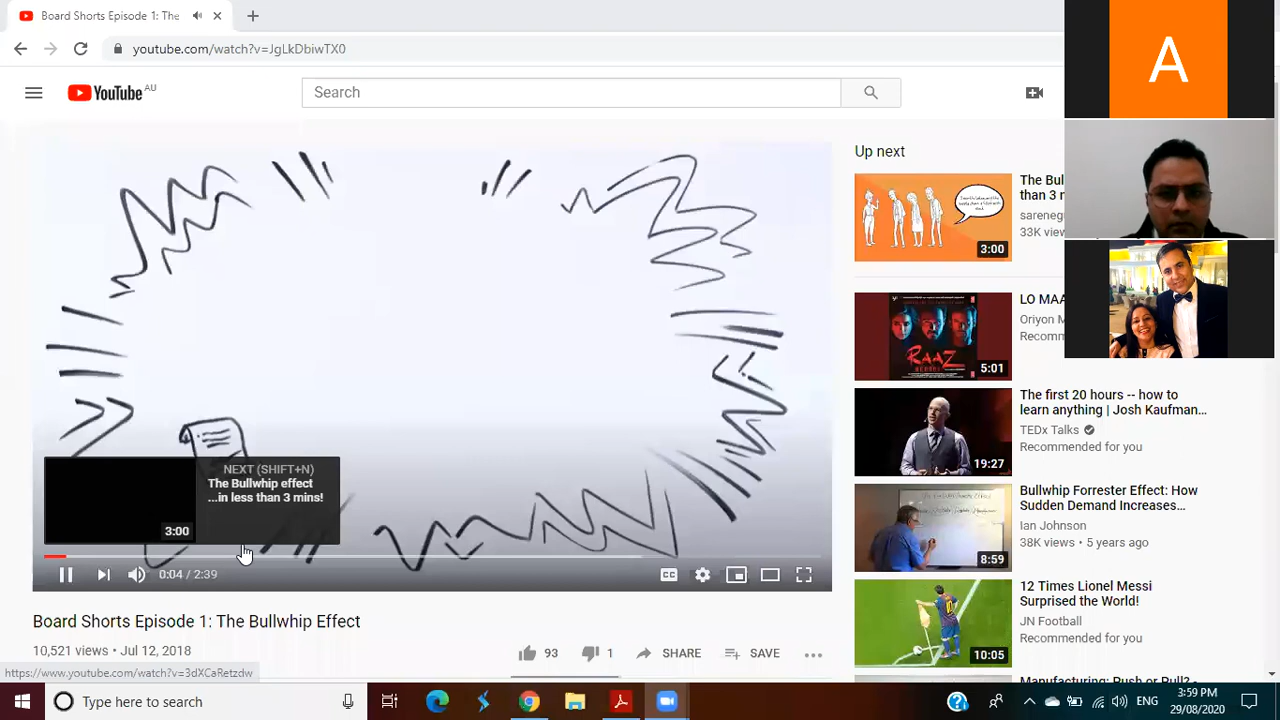 Board Shorts Episode 1: The
youtube.com/watch?v=JgLkDbiwTX0
YouTube AU
Search
A
Up next
The Bul
than 3 m
sarenegu
33K views
3:00
LO MAA
Oriyon M
Recomm
RAAZ
5:01
The first 20 hours -- how to
learn anything | Josh Kaufman...
TEDx Talks
Recommended for you
19:27
Bullwhip Forrester Effect: How
Sudden Demand Increases...
Ian Johnson
38K views • 5 years ago
8:59
12 Times Lionel Messi
Surprised the World!
JN Football
Recommended for you
10:05
Manufacturing: Push or Pull? -
NEXT (SHIFT+N)
The Bullwhip effect
...in less than 3 mins!
3:00
0:04 / 2:39
CC
Board Shorts Episode 1: The Bullwhip Effect
10,521 views • Jul 12, 2018
93
1
SHARE
SAVE
https://www.youtube.com/watch?v=3dXCaRetzdw
Type here to search
ENG
3:59 PM
29/08/2020